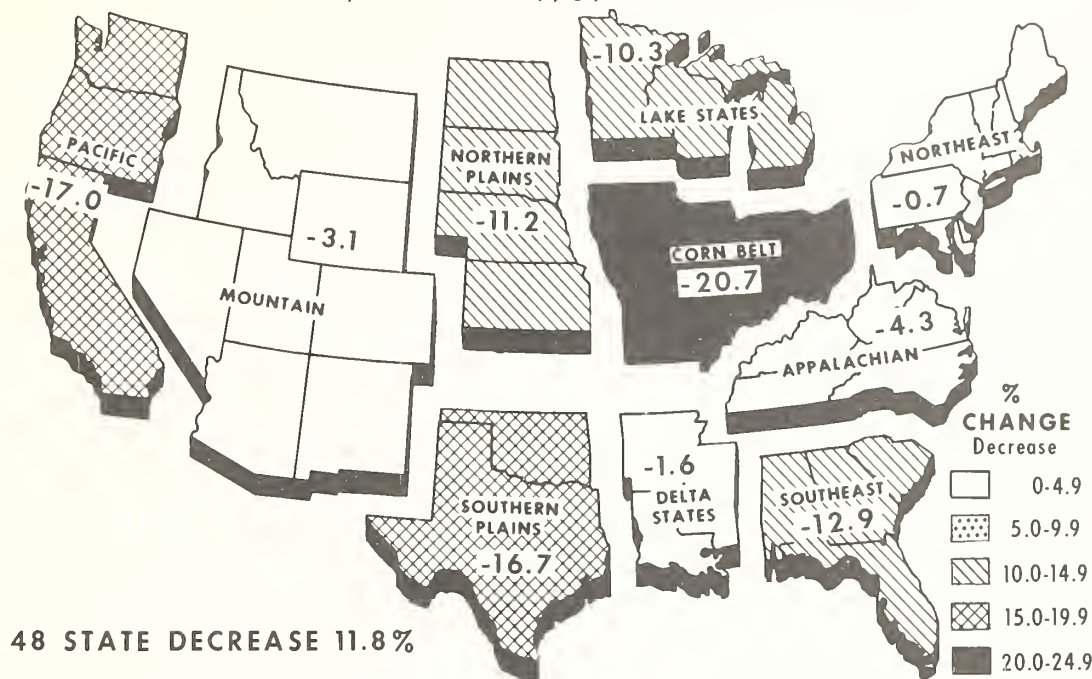 -10.3
LAKE STATES
PACIFIC
-17.0
NORTHERN
PLAINS
-11.2
NORTHEAST
-0.7
-3.1
MOUNTAIN
CORN BELT
-20.7
-4.3
APPALACHIAN
SOUTHERN
PLAINS
-16.7
-1.6
DELTA
STATES
SOUTHEAST
-12.9
%
CHANGE
Decrease
0-4.9
5.0-9.9
10.0-14.9
15.0-19.9
20.0-24.9
48 STATE DECREASE 11.8%